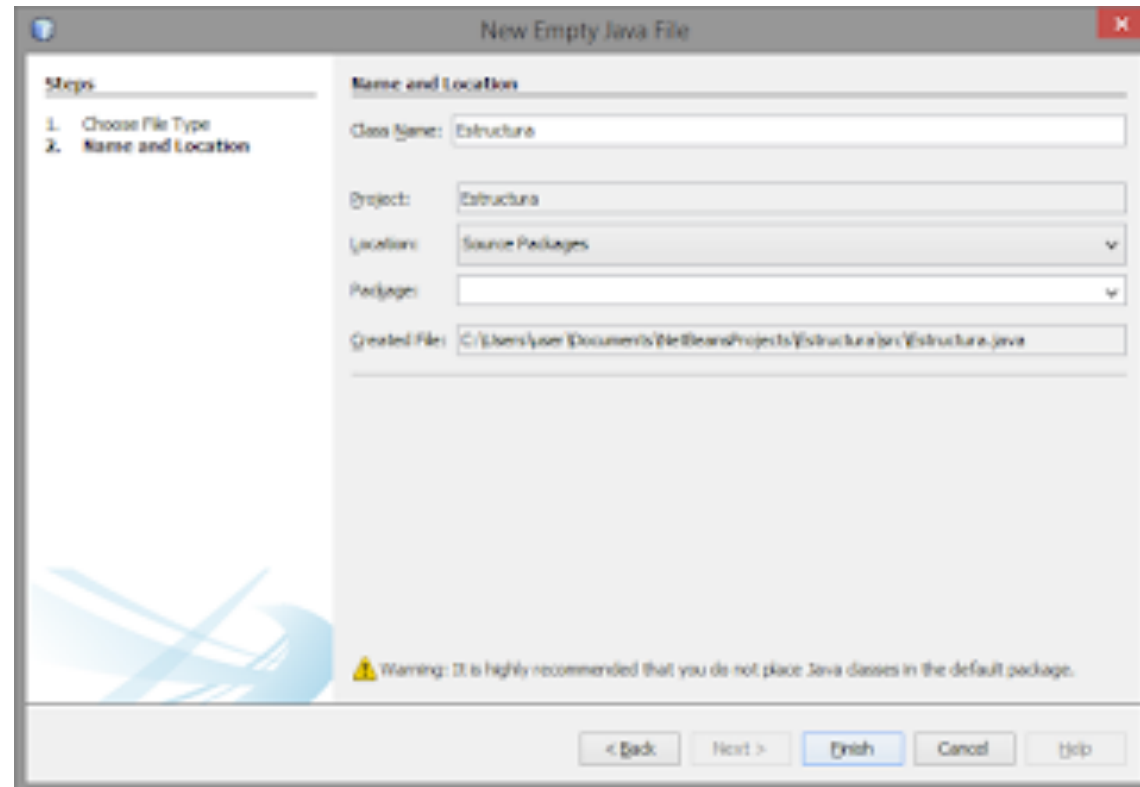 New Empty Java File
Steps
1. Choose File Type
2. Name and Location
Name and Location
Class Name: Estructura
Project: Estructura
Location: Source Packages
Package:
Created File: C:\Users\user\Documents\NetBeansProjects\Estructura\src\Estructura.java
Warning: It is highly recommended that you do not place Java classes in the default package.
< Back Next > Finish Cancel Help